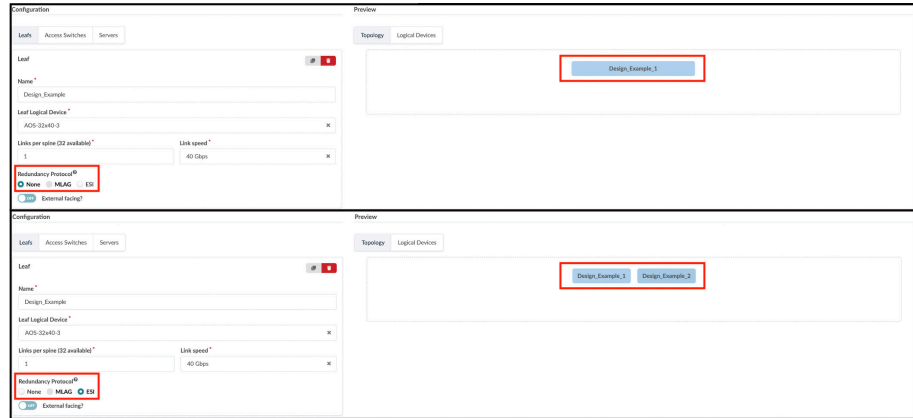 Configuration
Preview
Leafs Access Switches Servers
Topology Logical Devices
Leaf
Design_Example_1
Name *
Design_Example
Leaf Logical Device *
AOS-32x40-3
Links per spine (32 available) * Link speed *
1 40 Gbps
Redundancy Protocol
None MLAG ESI
OFF External facing?
Configuration
Preview
Leafs Access Switches Servers
Topology Logical Devices
Leaf
Design_Example_1 Design_Example_2
Name *
Design_Example
Leaf Logical Device *
AOS-32x40-3
Links per spine (32 available) * Link speed *
1 40 Gbps
Redundancy Protocol
None MLAG ESI
OFF External facing?